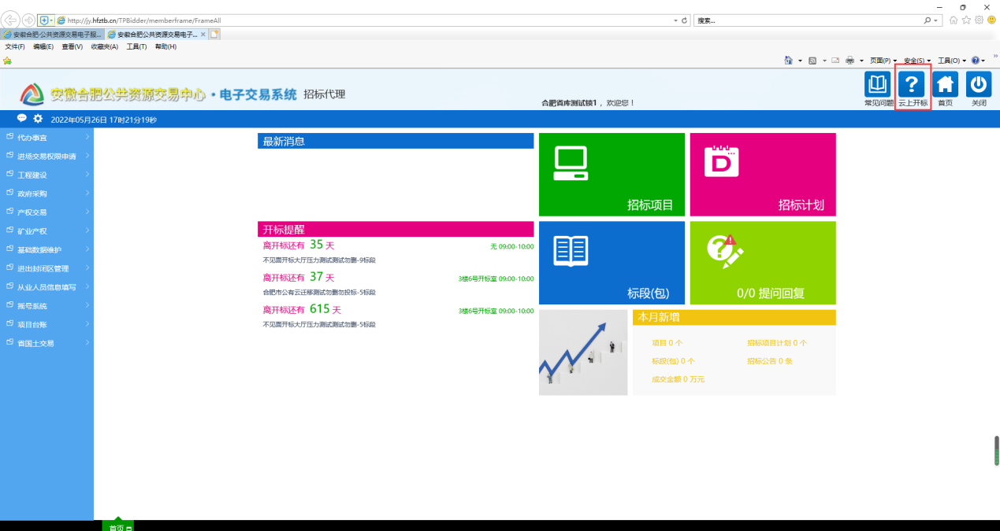 http://jy.hfztb.cn/TPBidder/memberframe/FrameAll
搜索...
安徽合肥公共资源交易电子服...
安徽合肥公共资源交易电子...
文件(F) 编辑(E) 查看(V) 收藏夹(A) 工具(T) 帮助(H)
页面(P) 安全(S) 工具(O)
安徽合肥公共资源交易中心·电子交易系统 招标代理
合肥省库测试披1，欢迎您！
常见问题 云上开标 首页 关闭
2022年05月26日 17时21分19秒
代办事宜
进场交易权限申请
工程建设
政府采购
产权交易
矿业产权
基础数据维护
进出封闭区管理
从业人员信息填写
摇号系统
项目台账
省国土交易
最新消息
开标提醒
离开标还有 35 天 无 09:00-10:00
不见面开标大厅压力测试测试勿删-9标段
离开标还有 37 天 3楼6号开标室 09:00-10:00
合肥市公有云迁移测试勿删勿投标-5标段
离开标还有 615 天 3楼6号开标室 09:00-10:00
不见面开标大厅压力测试测试勿删-5标段
招标项目
D
招标计划
标段(包)
0/0 提问回复
本月新增
项目 0 个 招标项目计划 0 个
标段(包) 0 个 招标公告 0 条
成交金额 0 万元
首页